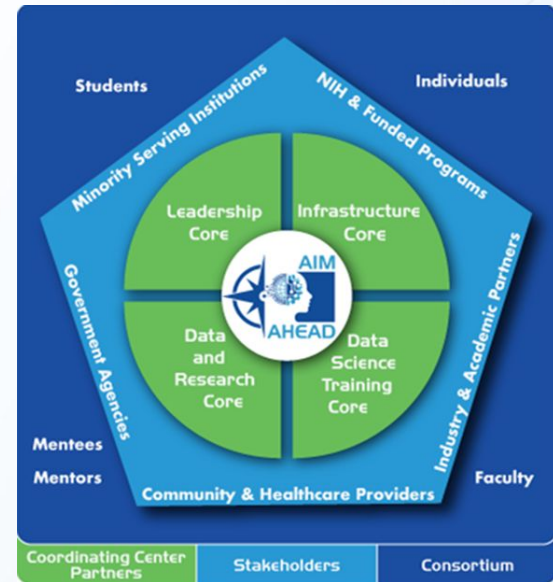 Students
Individuals
Minority Serving Institutions
NIH & Funded Programs
Leadership
Core
Infrastructure
Core
AIM
AHEAD
Data
and
Research
Core
Data
Science
Training
Core
Government Agencies
Industry & Academic Partners
Mentees
Mentors
Community & Healthcare Providers
Faculty
Coordinating Center
Partners
Stakeholders
Consortium